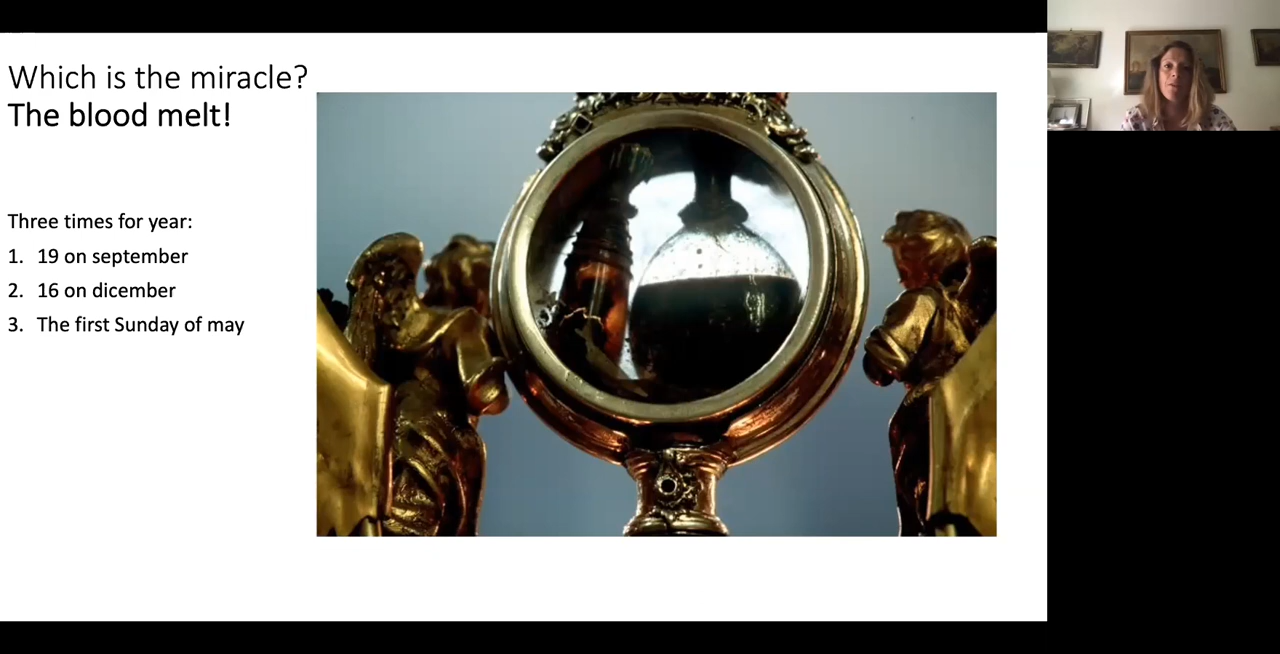 Which is the miracle?
The blood melt!
Three times for year:
1. 19 on september
2. 16 on dicember
3. The first Sunday of may